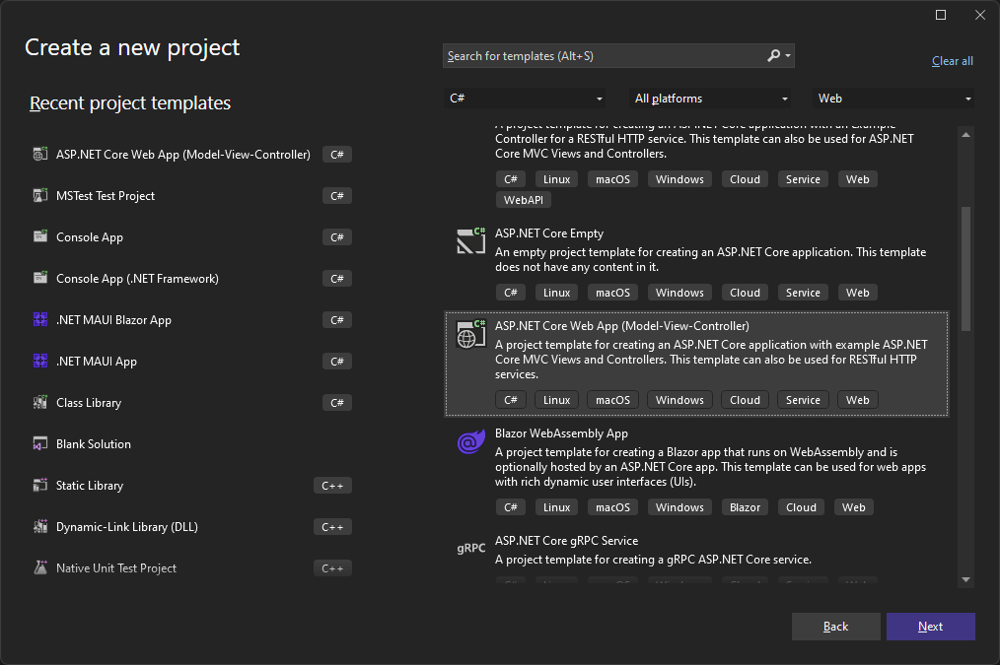 Create a new project
Search for templates (Alt+S)
Clear all
Recent project templates
C#
All platforms
Web
ASP.NET Core Web App (Model-View-Controller)
C#
MSTest Test Project
C#
Console App
C#
Console App (.NET Framework)
C#
.NET MAUI Blazor App
C#
.NET MAUI App
C#
Class Library
C#
Blank Solution
Static Library
C++
Dynamic-Link Library (DLL)
C++
Native Unit Test Project
C++
A project template for creating an ASP.NET Core application with an example
Controller for a RESTful HTTP service. This template can also be used for ASP.NET
Core MVC Views and Controllers.
C# Linux macOS Windows Cloud Service Web
WebAPI
C#
ASP.NET Core Empty
An empty project template for creating an ASP.NET Core application. This template
does not have any content in it.
C# Linux macOS Windows Cloud Service Web
C#
ASP.NET Core Web App (Model-View-Controller)
A project template for creating an ASP.NET Core application with example ASP.NET
Core MVC Views and Controllers. This template can also be used for RESTful HTTP
services.
C# Linux macOS Windows Cloud Service Web
@
Blazor WebAssembly App
A project template for creating a Blazor app that runs on WebAssembly and is
optionally hosted by an ASP.NET Core app. This template can be used for web apps
with rich dynamic user interfaces (UIs).
C# Linux macOS Windows Blazor Cloud Web
gRPC
ASP.NET Core gRPC Service
A project template for creating a gRPC ASP.NET Core service.
C# Linux macOS Windows Cloud Service Web
Back
Next